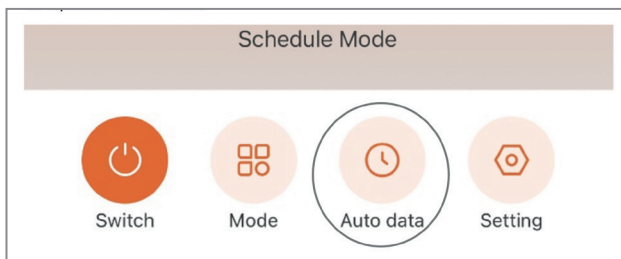 Schedule Mode
Switch
Mode
Auto data
Setting